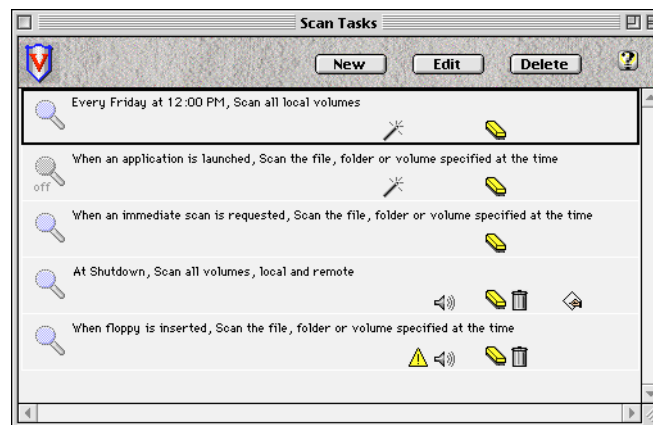 Scan Tasks
New Edit Delete
Every Friday at 12:00 PM, Scan all local volumes
When an application is launched, Scan the file, folder or volume specified at the time
off
When an immediate scan is requested, Scan the file, folder or volume specified at the time
At Shutdown, Scan all volumes, local and remote
When floppy is inserted, Scan the file, folder or volume specified at the time